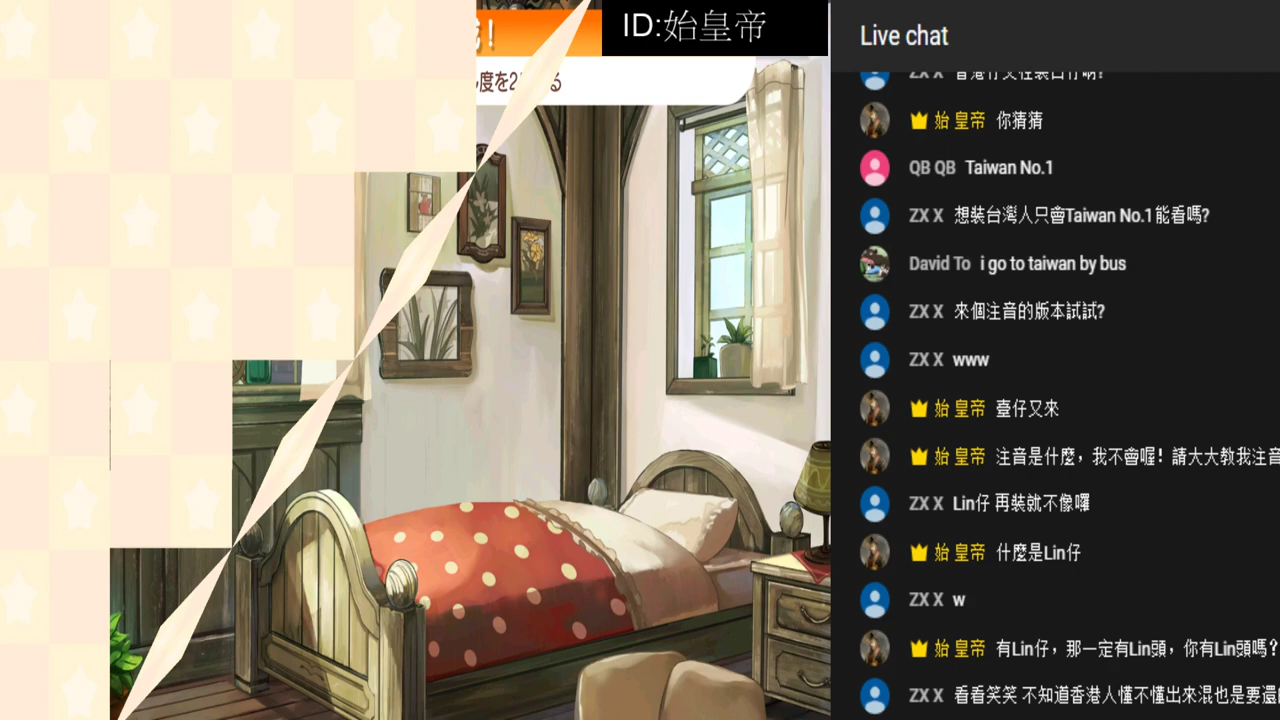 ID:始皇帝
度を2
る
Live chat
始 皇帝 你猜猜
QB QB Taiwan No.1
ZX X 想装台灣人只會Taiwan No.1能看嗎?
David To i go to taiwan by bus
ZX X 來個注音的版本試試?
ZX X www
始 皇帝 臺仔又來
始 皇帝 注音是什麼，我不會喔！請大大教我注音
ZX X Lin仔 再裝就不像囉
始 皇帝 什麼是Lin仔
ZX X w
始 皇帝 有Lin仔，那一定有Lin頭，你有Lin頭嗎?
ZX X 看看笑笑 不知道香港人懂不懂出來混也是要還